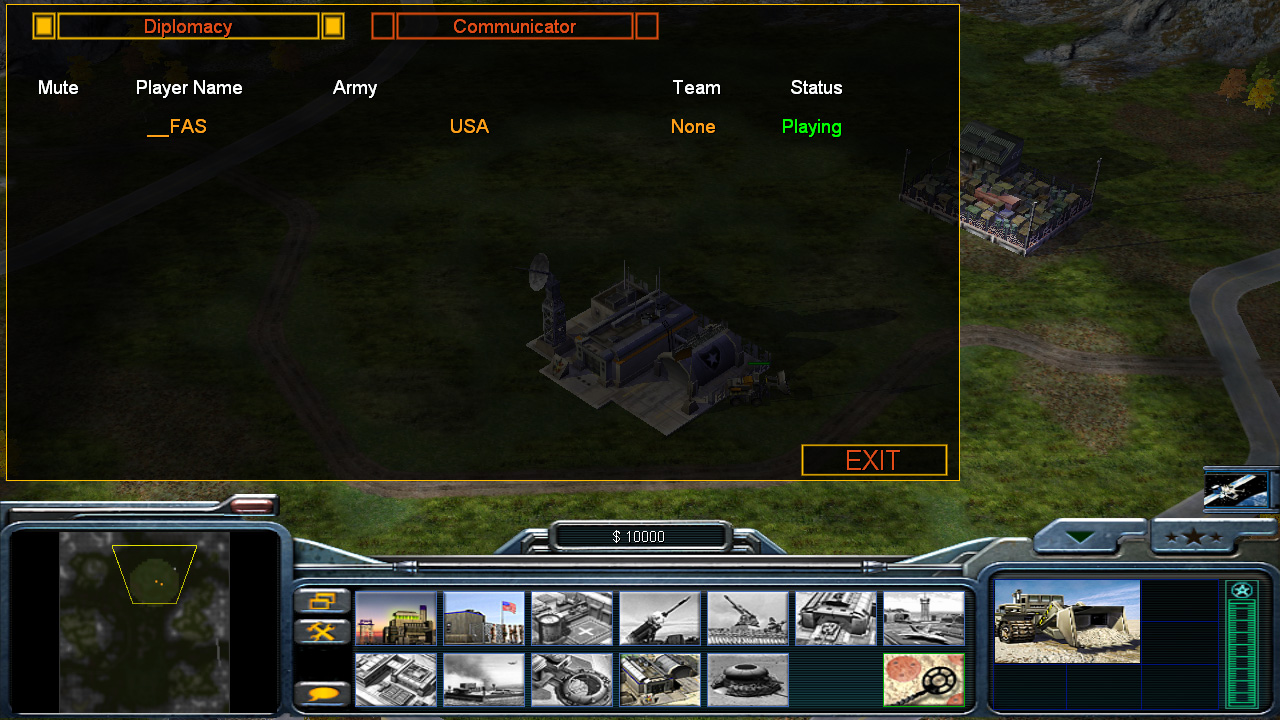 Diplomacy Communicator
Mute Player Name Army Team Status
__FAS USA None Playing
EXIT
$ 10000